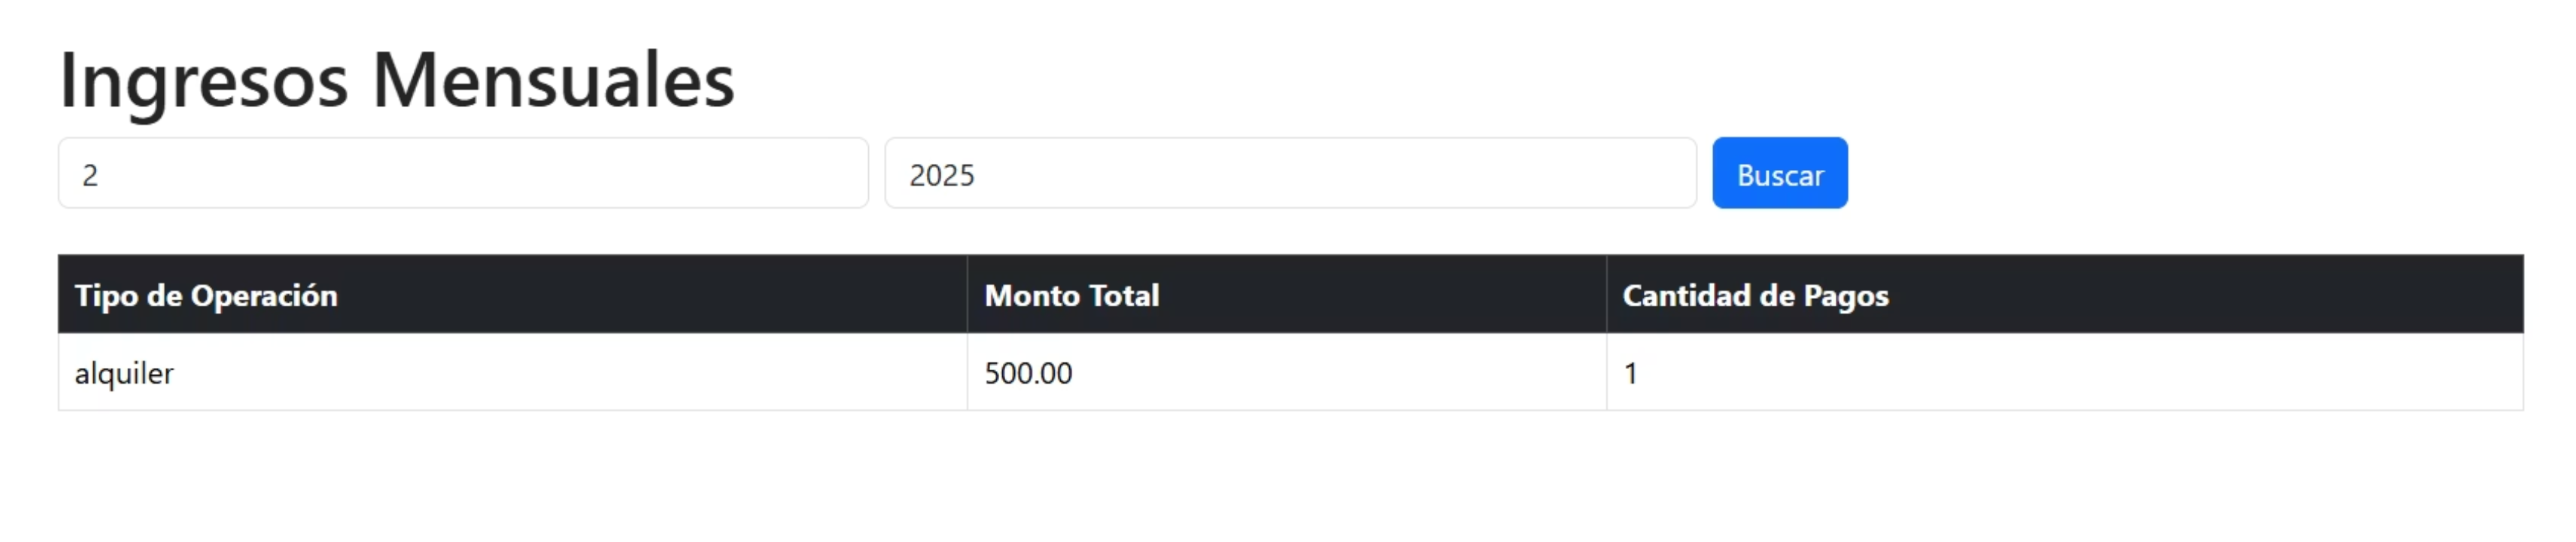 Ingresos Mensuales
2 2025 Buscar
Tipo de Operación Monto Total Cantidad de Pagos
alquiler 500.00 1